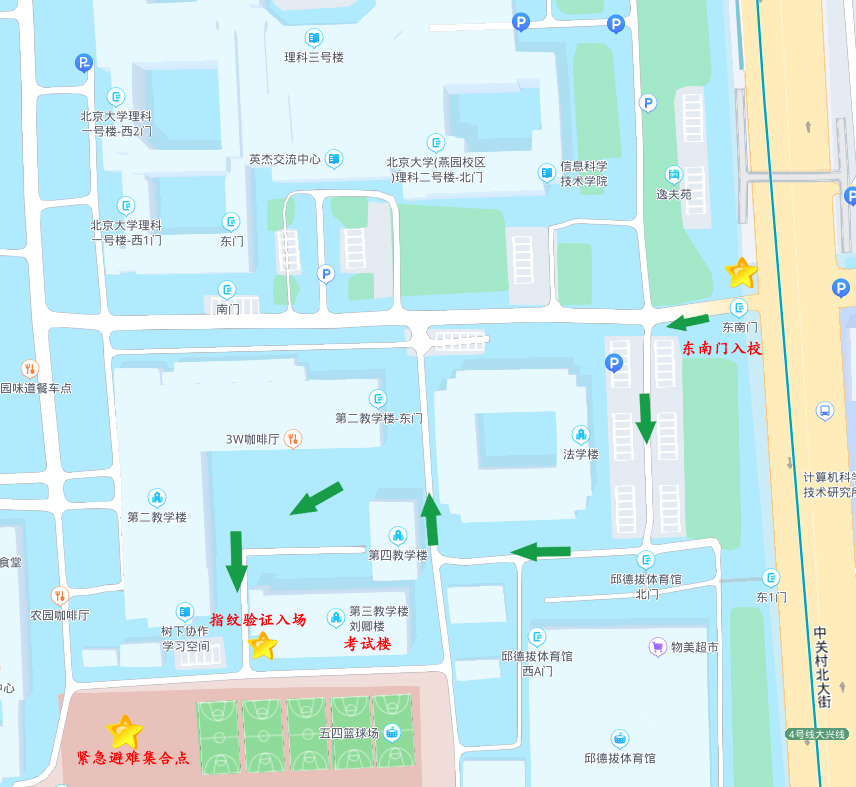 P
P
理科三号楼
P
北京大学理科
一号楼-西2门
P
英杰交流中心
北京大学(燕园校区
)理科二号楼-北门
信息科学
技术学院
逸夫苑
P
北京大学理科
一号楼-西1门
东门
P
P
南门
东南门
东南门入校
P
园味道餐车点
第二教学楼-东门
3W咖啡厅
法学楼
计算机科学
技术研究所
第二教学楼
第四教学楼
食堂
邱德拔体育馆
北门
东1门
农园咖啡厅
指纹验证入场
第三教学楼
刘卿楼
树下协作
学习空间
考试楼
邱德拔体育馆
西A门
物美超市
中关村北大街
中心
五四篮球场
4号线大兴线
紧急避难集合点
邱德拔体育馆